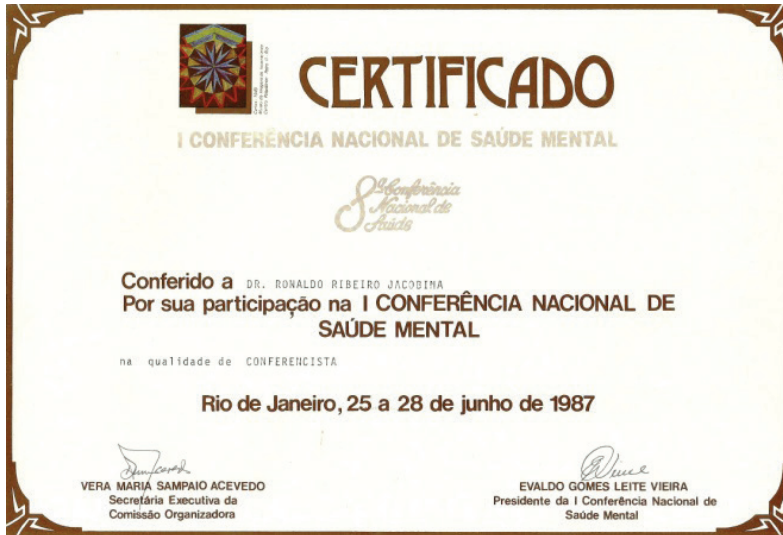 CERTIFICADO
I CONFERÊNCIA NACIONAL DE SAÚDE MENTAL
8ª Conferência
Nacional de
Saúde
Conferido a DR. RONALDO RIBEIRO JACOBINA
Por sua participação na I CONFERÊNCIA NACIONAL DE
SAÚDE MENTAL
na qualidade de CONFERENCISTA
Rio de Janeiro, 25 a 28 de junho de 1987
VERA MARIA SAMPAIO ACEVEDO
Secretária Executiva da
Comissão Organizadora
EVALDO GOMES LEITE VIEIRA
Presidente da I Conferência Nacional de
Saúde Mental